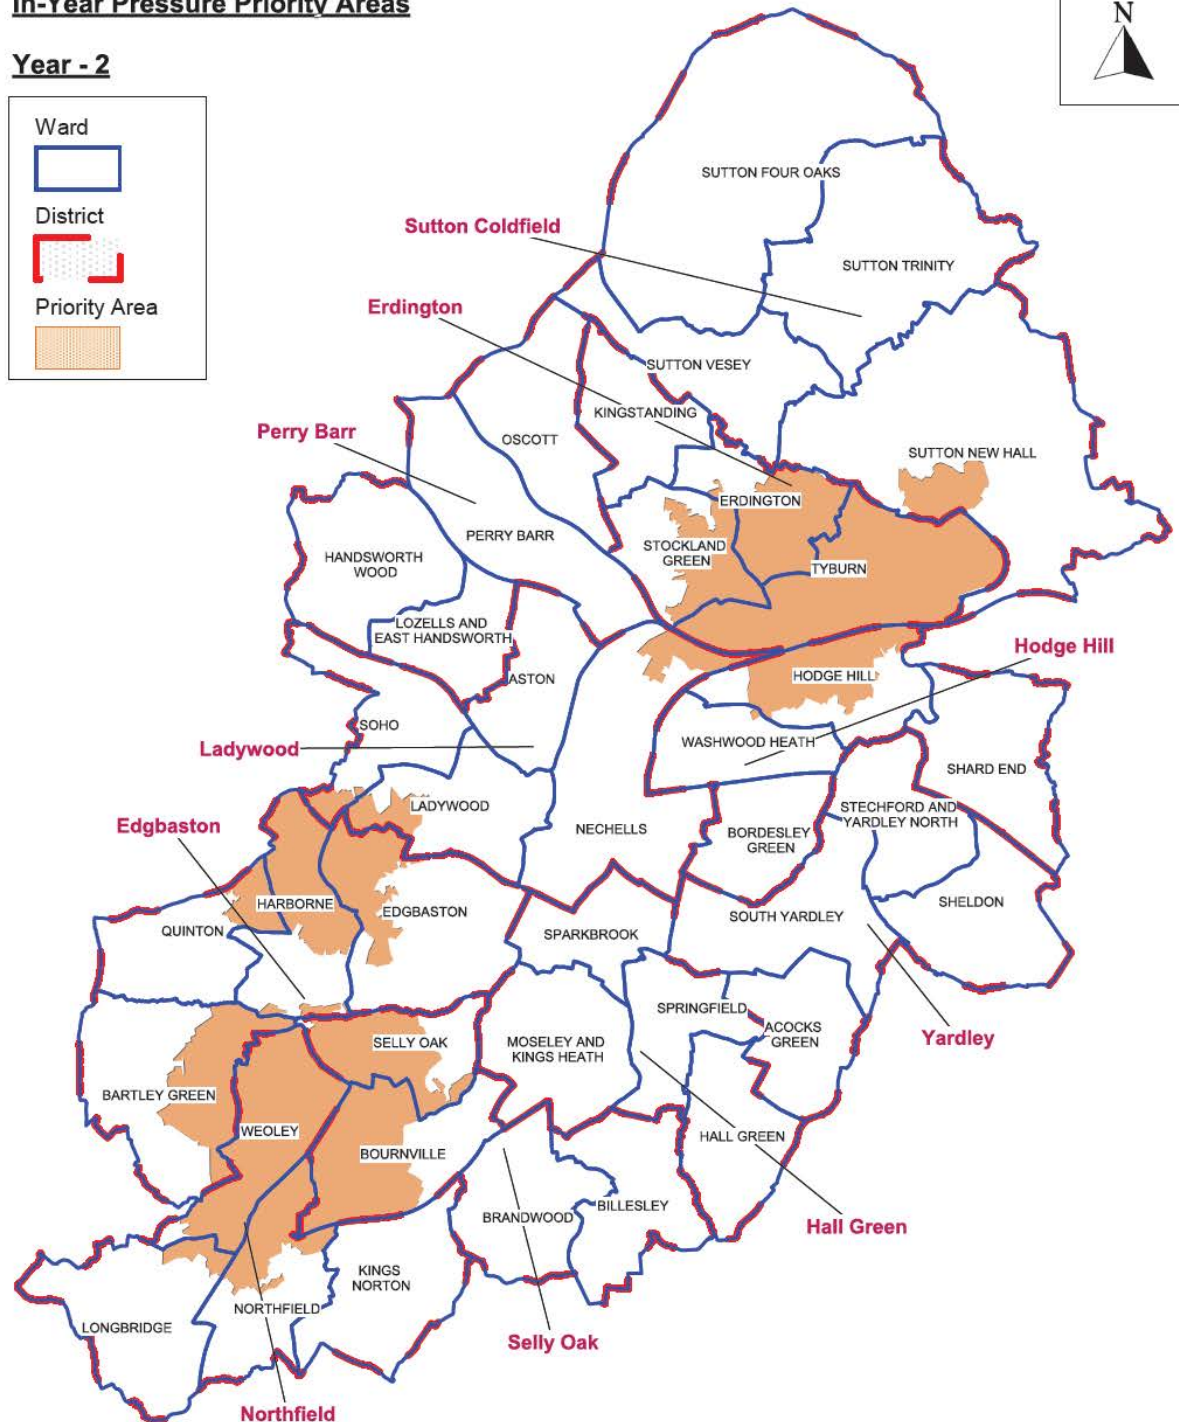 In-Year Pressure Priority Areas
Year - 2
N
Ward
District
Priority Area
SUTTON FOUR OAKS
Sutton Coldfield
SUTTON TRINITY
Erdington
SUTTON VESEY
KINGSTANDING
Perry Barr
OSCOTT
SUTTON NEW HALL
ERDINGTON
PERRY BARR
STOCKLAND
GREEN
HANDSWORTH
WOOD
TYBURN
LOZELLS AND
EAST HANDSWORTH
Hodge Hill
ASTON
HODGE HILL
SOHO
Ladywood
WASHWOOD HEATH
SHARD END
LADYWOOD
STECHFORD AND
YARDLEY NORTH
Edgbaston
NECHELLS
BORDESLEY
GREEN
HARBORNE
EDGBASTON
SHELDON
SOUTH YARDLEY
QUINTON
SPARKBROOK
SPRINGFIELD
ACOCKS
GREEN
Yardley
SELLY OAK
MOSELEY AND
KINGS HEATH
BARTLEY GREEN
WEOLEY
HALL GREEN
BOURNVILLE
BILLESLEY
BRANDWOOD
Hall Green
KINGS
NORTON
NORTHFIELD
LONGBRIDGE
Selly Oak
Northfield